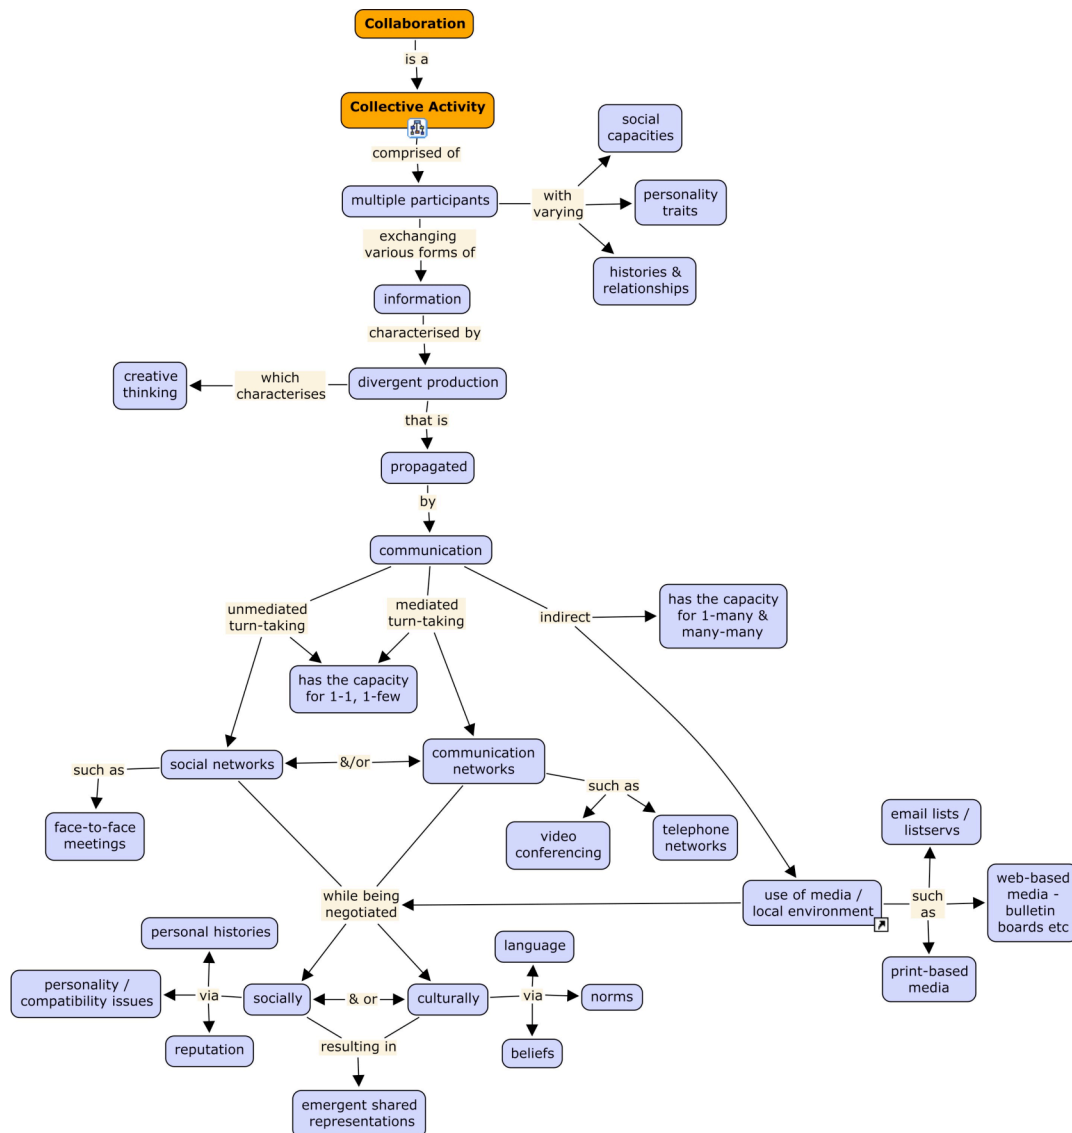 Collaboration
is a
Collective Activity
comprised of
social
capacities
multiple participants
with
varying
personality
traits
exchanging
various forms of
histories &
relationships
information
characterised by
creative
thinking
which
characterises
divergent production
that is
propagated
by
communication
unmediated
turn-taking
mediated
turn-taking
indirect
has the capacity
for 1-many &
many-many
has the capacity
for 1-1, 1-few
such as
social networks
&/or
communication
networks
such as
face-to-face
meetings
video
conferencing
telephone
networks
email lists /
listservs
while being
negotiated
use of media /
local environment
such
as
web-based
media -
bulletin
boards etc
print-based
media
personal histories
language
personality /
compatibility issues
via
socially
& or
culturally
via
norms
reputation
resulting in
beliefs
emergent shared
representations